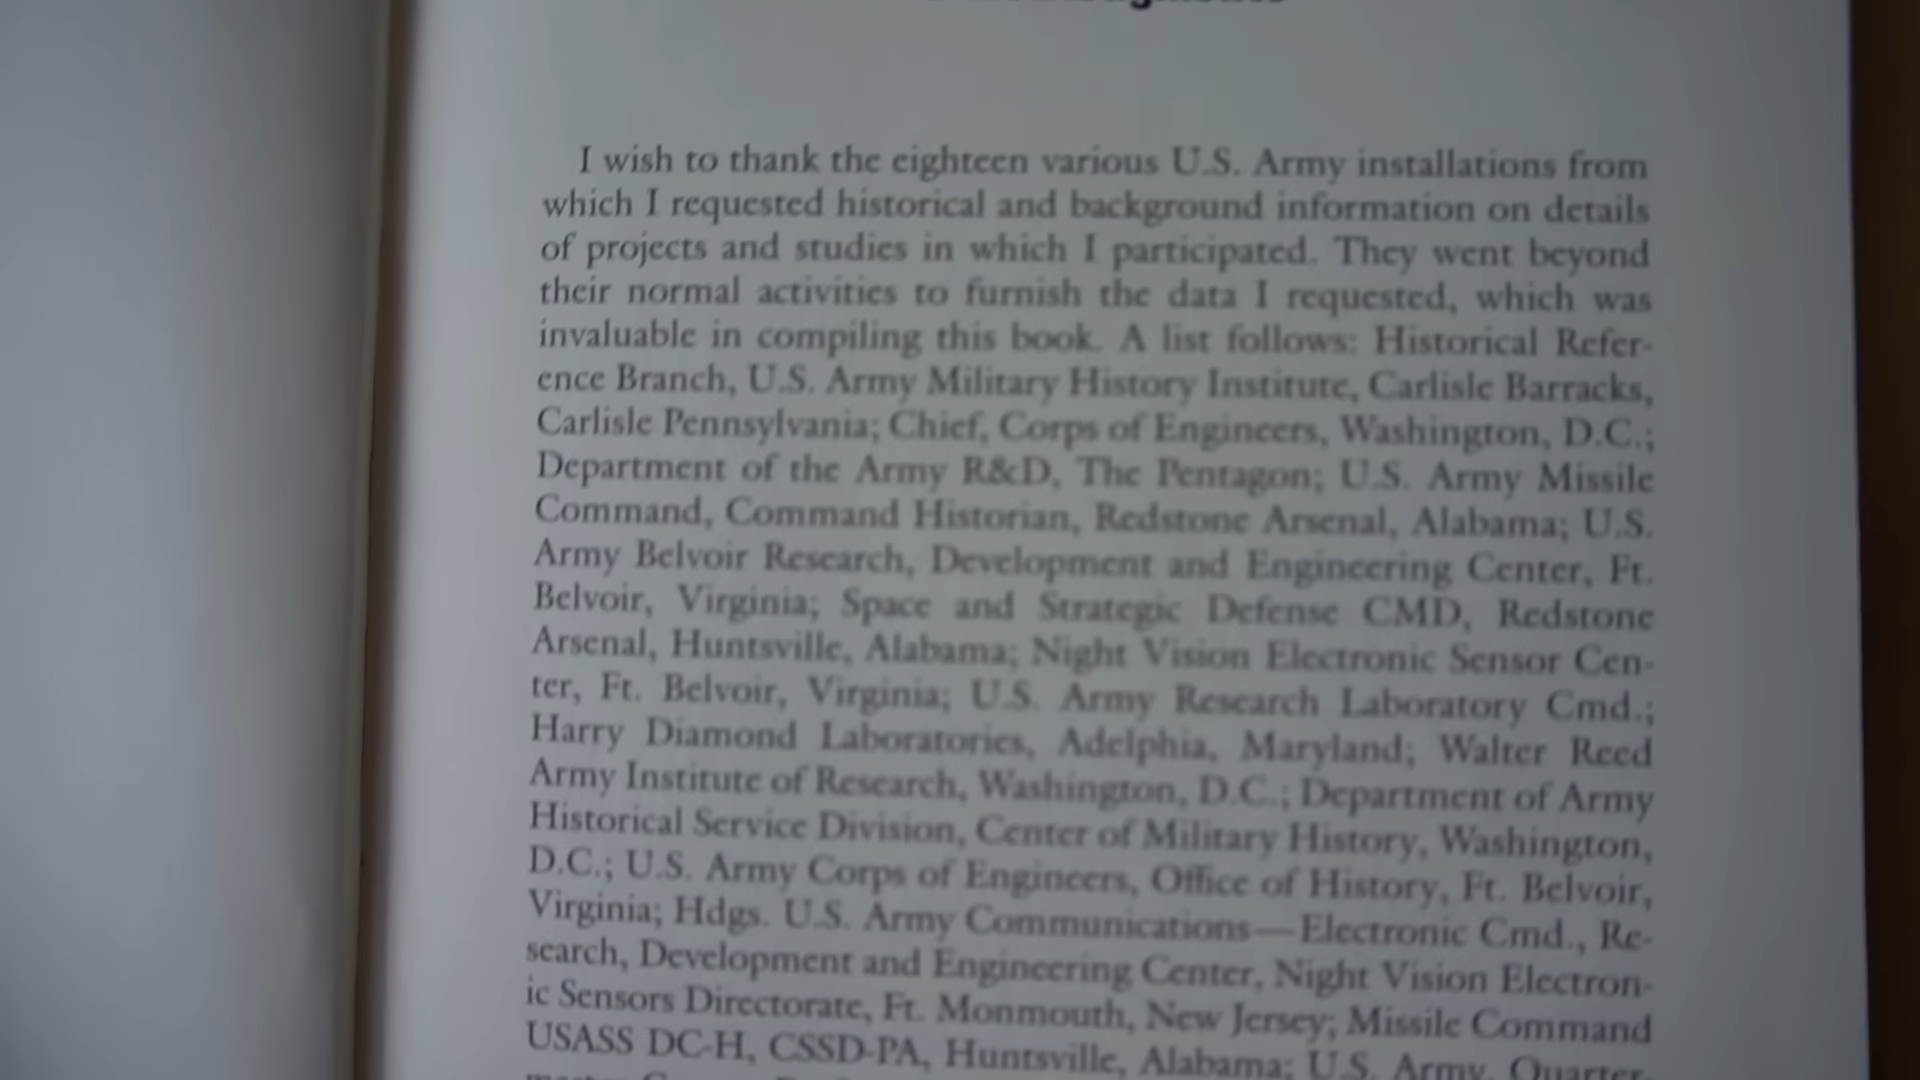 I wish to thank the eighteen various U.S. Army installations from
which I requested historical and background information on details
of projects and studies in which I participated. They went beyond
their normal activities to furnish the data I requested, which was
invaluable in compiling this book. A list follows: Historical Refer-
ence Branch, U.S. Army Military History Institute, Carlisle Barracks,
Carlisle Pennsylvania; Chief, Corps of Engineers, Washington, D.C.;
Department of the Army R&D, The Pentagon; U.S. Army Missile
Command, Command Historian, Redstone Arsenal, Alabama; U.S.
Army Belvoir Research, Development and Engineering Center, Ft.
Belvoir, Virginia; Space and Strategic Defense CMD, Redstone
Arsenal, Huntsville, Alabama; Night Vision Electronic Sensor Cen-
ter, Ft. Belvoir, Virginia; U.S. Army Research Laboratory Cmd.;
Harry Diamond Laboratories, Adelphia, Maryland; Walter Reed
Army Institute of Research, Washington, D.C.; Department of Army
Historical Service Division, Center of Military History, Washington,
D.C.; U.S. Army Corps of Engineers, Office of History, Ft. Belvoir,
Virginia; Hdgs. U.S. Army Communications—Electronic Cmd., Re-
search, Development and Engineering Center, Night Vision Electron-
ic Sensors Directorate, Ft. Monmouth, New Jersey; Missile Command
USASS DC-H, CSSD-PA, Huntsville, Alabama; U.S. Army, Quarter-